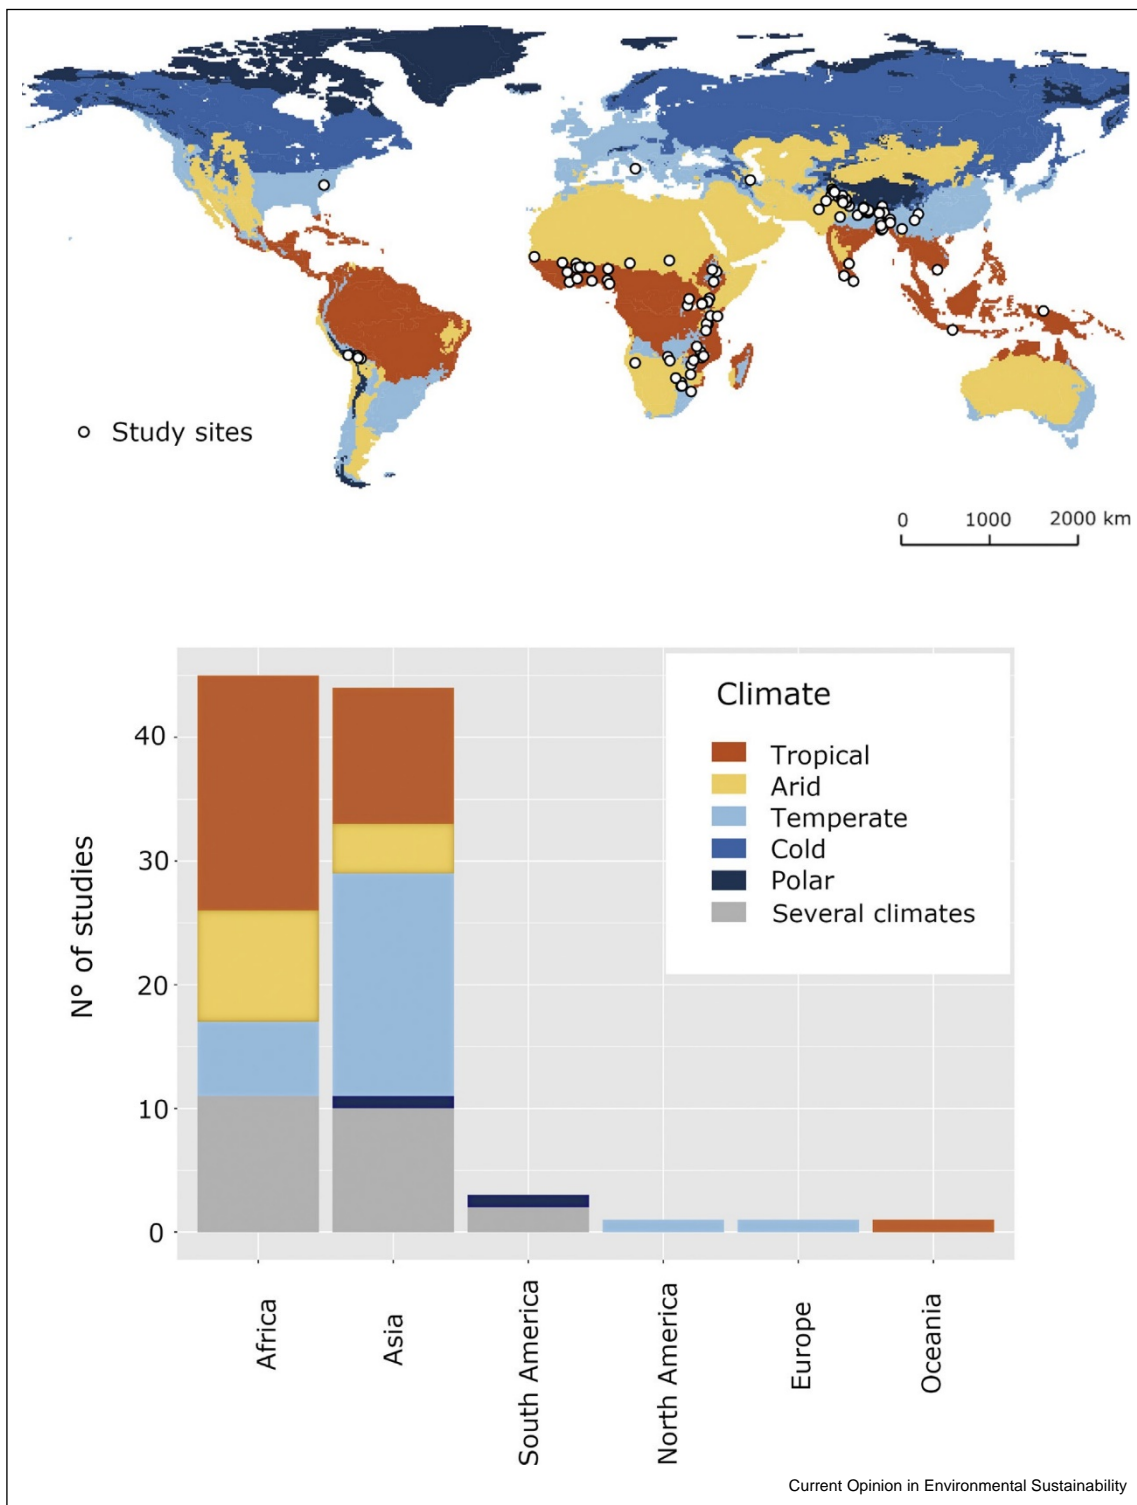 Study sites
0 1000 2000 km
Climate
Tropical
Arid
Temperate
Cold
Polar
Several climates
N° of studies
40
30
20
10
0
Africa
Asia
South America
North America
Europe
Oceania
Current Opinion in Environmental Sustainability